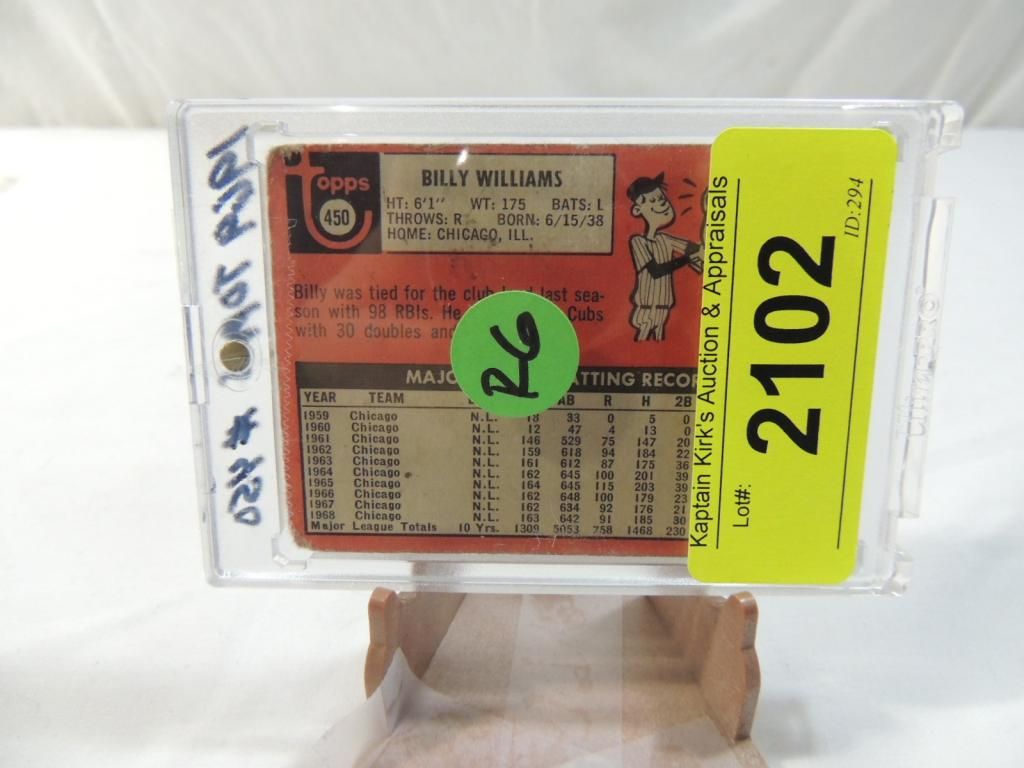 topps
450
BILLY WILLIAMS
HT: 6'1" WT: 175 BATS: L
THROWS: R BORN: 6/15/38
HOME: CHICAGO, ILL.
Billy was tied for the club last sea-
son with 98 RBIs. He Cubs
with 30 doubles and
R6
MAJO ATTING RECOR
YEAR TEAM AB R H 2B
1959 Chicago N.L. 18 33 0 5 0
1960 Chicago N.L. 12 47 4 13 0
1961 Chicago N.L. 146 529 75 147 20
1962 Chicago N.L. 159 618 94 184 22
1963 Chicago N.L. 161 612 87 175 36
1964 Chicago N.L. 162 645 100 201 39
1965 Chicago N.L. 164 645 115 203 39
1966 Chicago N.L. 162 648 100 179 23
1967 Chicago N.L. 162 634 92 176 21
1968 Chicago N.L. 163 642 91 185 30
Major League Totals 10 Yrs. 1309 5053 758 1468 230
Kaptain Kirk's Auction & Appraisals
Lot#:
2102
ID:294